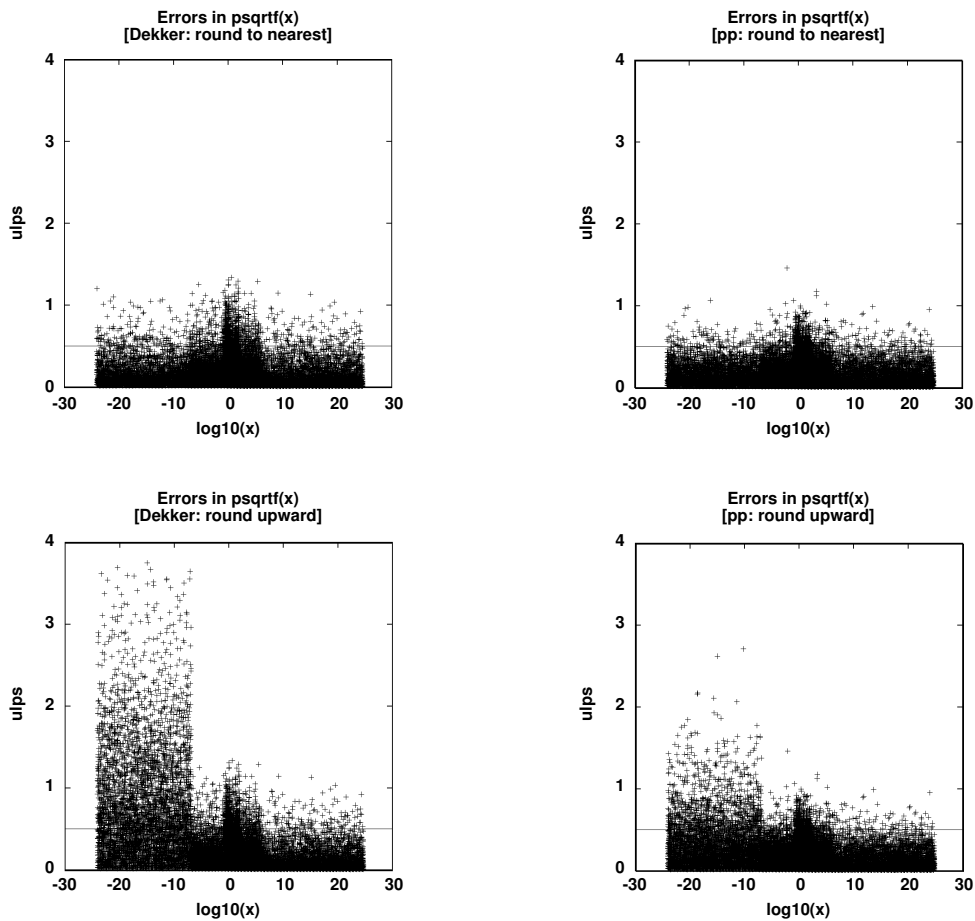 Errors in psqrtf(x)
[Dekker: round to nearest]
4
3
2
1
0
ulps
-30 -20 -10 0 10 20 30
log10(x)
Errors in psqrtf(x)
[pp: round to nearest]
4
3
2
1
0
ulps
-30 -20 -10 0 10 20 30
log10(x)
Errors in psqrtf(x)
[Dekker: round upward]
4
3
2
1
0
ulps
-30 -20 -10 0 10 20 30
log10(x)
Errors in psqrtf(x)
[pp: round upward]
4
3
2
1
0
ulps
-30 -20 -10 0 10 20 30
log10(x)